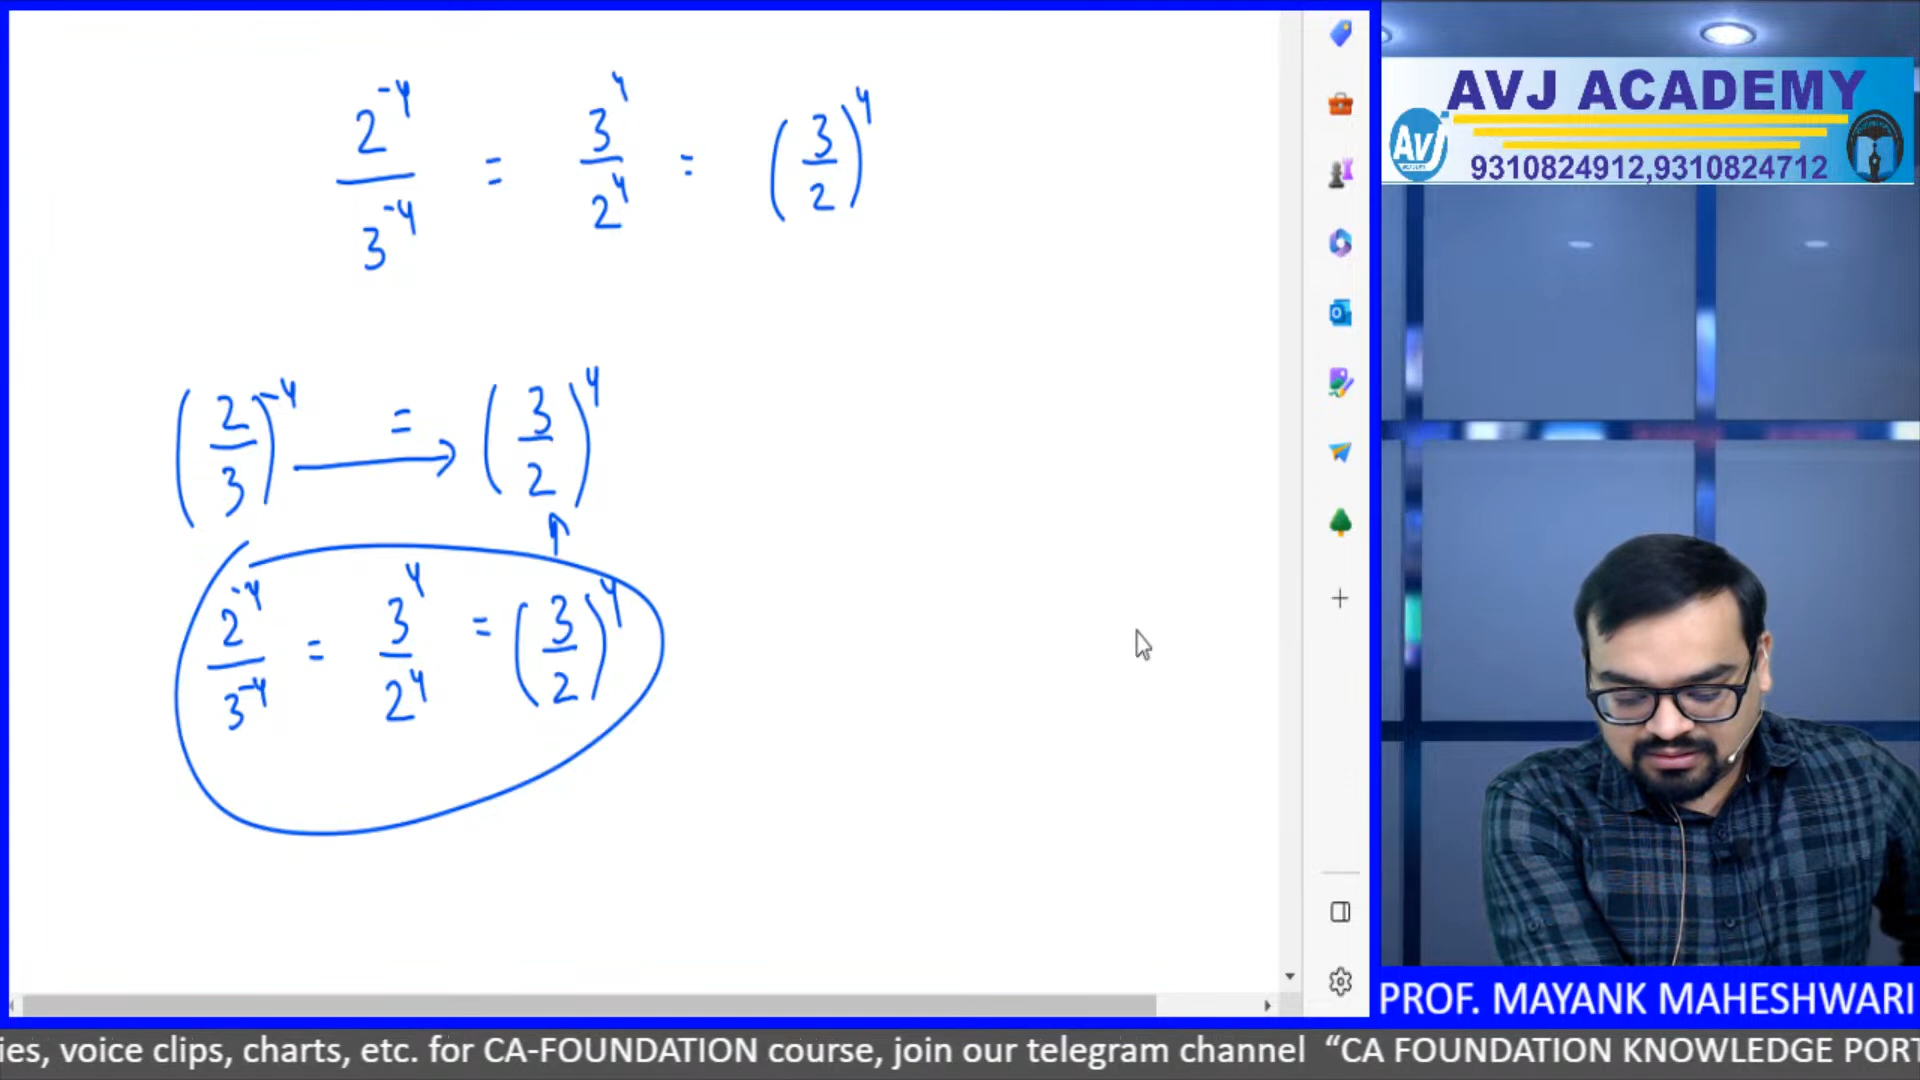 2^-4 / 3^-4 = 3^4 / 2^4 = (3/2)^4
(2/3)^-4 = → (3/2)^4
2^-4 / 3^-4 = 3^4 / 2^4 = (3/2)^4
AVJ ACADEMY
AVJ
9310824912,9310824712
PROF. MAYANK MAHESHWARI
ies, voice clips, charts, etc. for CA-FOUNDATION course, join our telegram channel “CA FOUNDATION KNOWLEDGE PORT